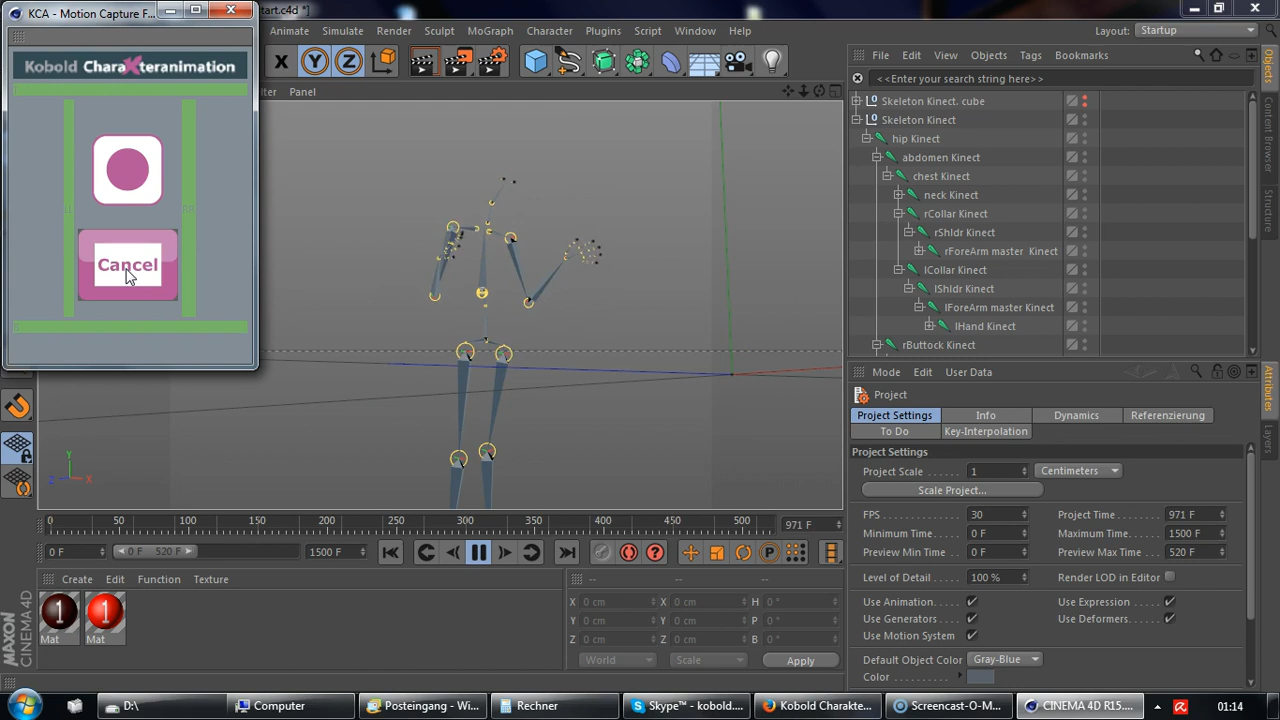 KCA - Motion Capture F...
tart.c4d *]
Kobold CharaXteranimation
Cancel
Animate Simulate Render Sculpt MoGraph Character Plugins Script Window Help
Layout: Startup
X Y Z
lter Panel
File Edit View Objects Tags Bookmarks
<<Enter your search string here>>
Skeleton Kinect. cube
Skeleton Kinect
hip Kinect
abdomen Kinect
chest Kinect
neck Kinect
rCollar Kinect
rShldr Kinect
rForeArm master Kinect
lCollar Kinect
lShldr Kinect
lForeArm master Kinect
lHand Kinect
rButtock Kinect
Objects
Content Browser
Structure
Attributes
Layers
Mode Edit User Data
Project
Project Settings Info Dynamics Referenzierung
To Do Key-Interpolation
Project Settings
Project Scale 1 Centimeters
Scale Project...
FPS 30 Project Time 971 F
Minimum Time 0 F Maximum Time 1500 F
Preview Min Time 0 F Preview Max Time 520 F
Level of Detail 100 % Render LOD in Editor
Use Animation Use Expression
Use Generators Use Deformers
Use Motion System
Default Object Color Gray-Blue
Color
Y
Z X
0 50 100 150 200 250 300 350 400 450 500 971 F
0 F 0 F 520 F 1500 F
Create Edit Function Texture
Mat Mat
-- -- --
X 0 cm X 0 cm H 0 °
Y 0 cm Y 0 cm P 0 °
Z 0 cm Z 0 cm B 0 °
World Scale Apply
MAXON
CINEMA 4D
D:\ Computer Posteingang - Wi... Rechner Skype™ - kobold.... Kobold Charakte... Screencast-O-M... CINEMA 4D R15.... 01:14